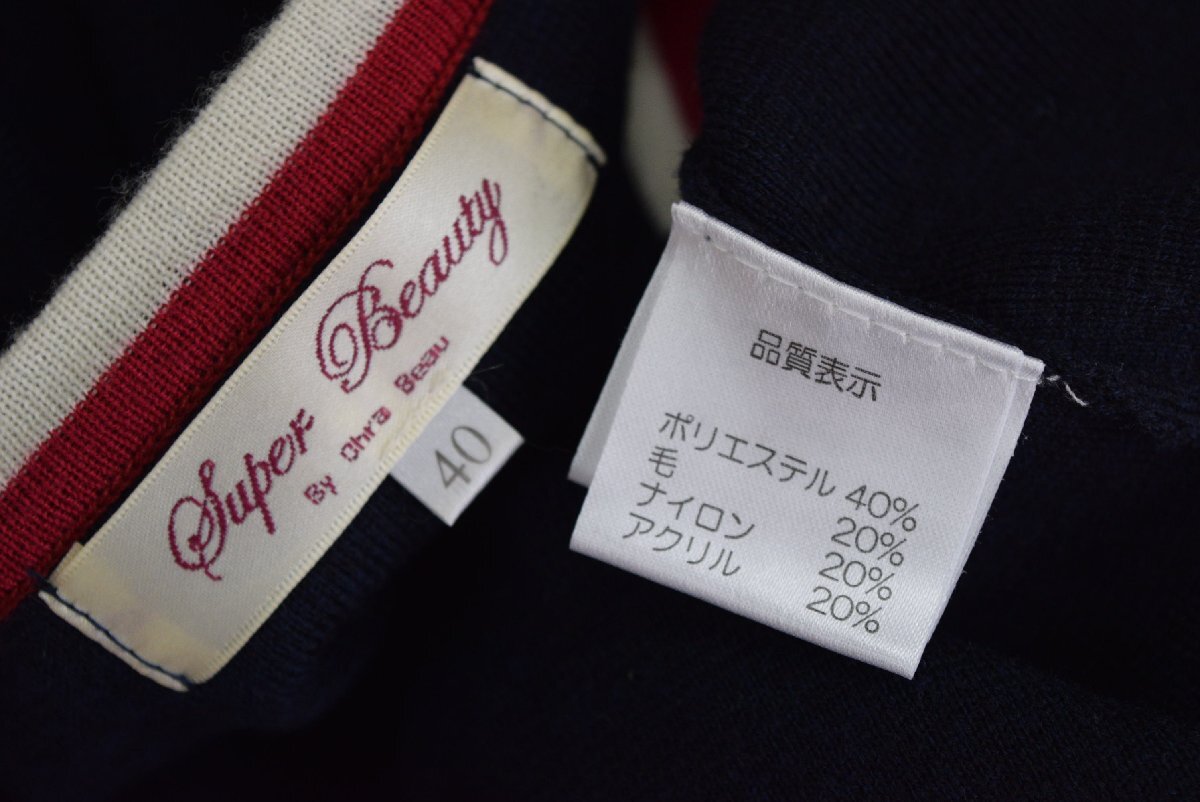 Super Beauty
By Ohra Beau
40
品質表示
ポリエステル 40%
毛 20%
ナイロン 20%
アクリル 20%